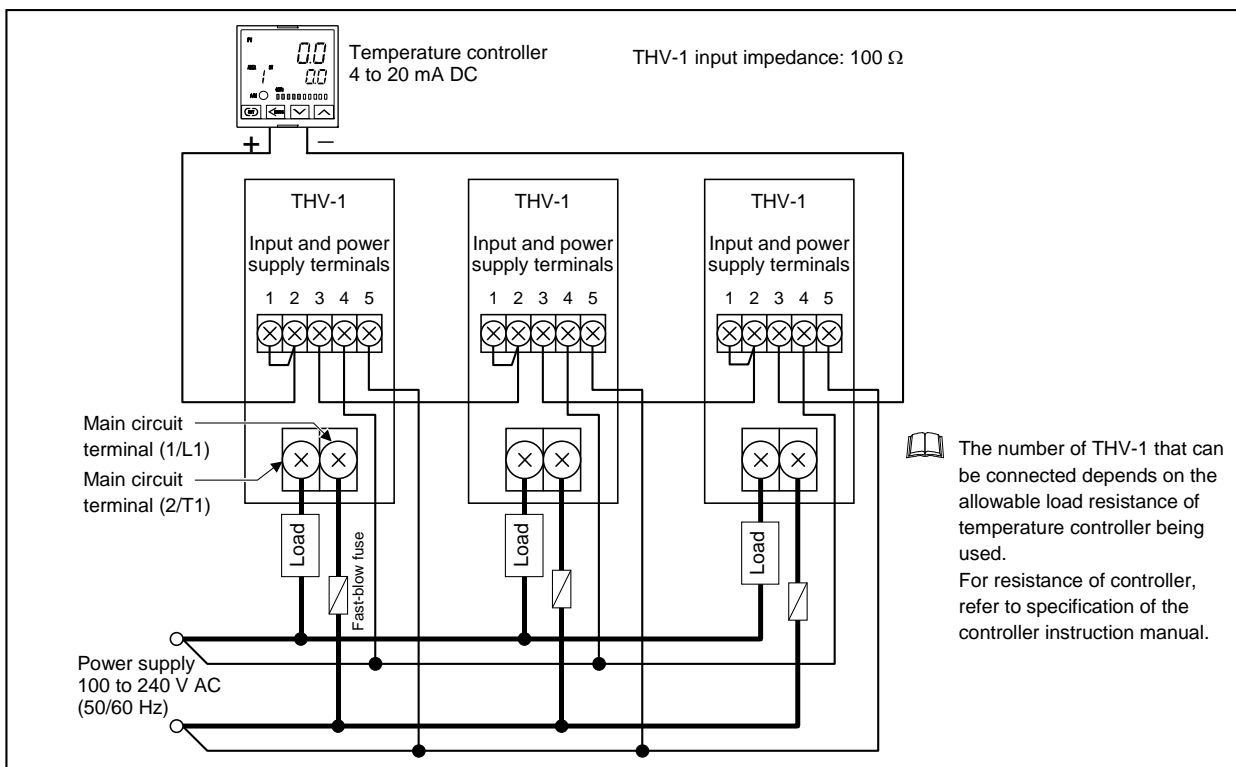 PV
0.0
AREA
SV
1
0.0
Temperature controller
4 to 20 mA DC
THV-1 input impedance: 100 Ω
+
−
THV-1
Input and power
supply terminals
1 2 3 4 5
THV-1
Input and power
supply terminals
1 2 3 4 5
THV-1
Input and power
supply terminals
1 2 3 4 5
Main circuit
terminal (1/L1)
Main circuit
terminal (2/T1)
Load
Fast-blow fuse
Load
Load
Power supply
100 to 240 V AC
(50/60 Hz)
The number of THV-1 that can
be connected depends on the
allowable load resistance of
temperature controller being
used.
For resistance of controller,
refer to specification of the
controller instruction manual.